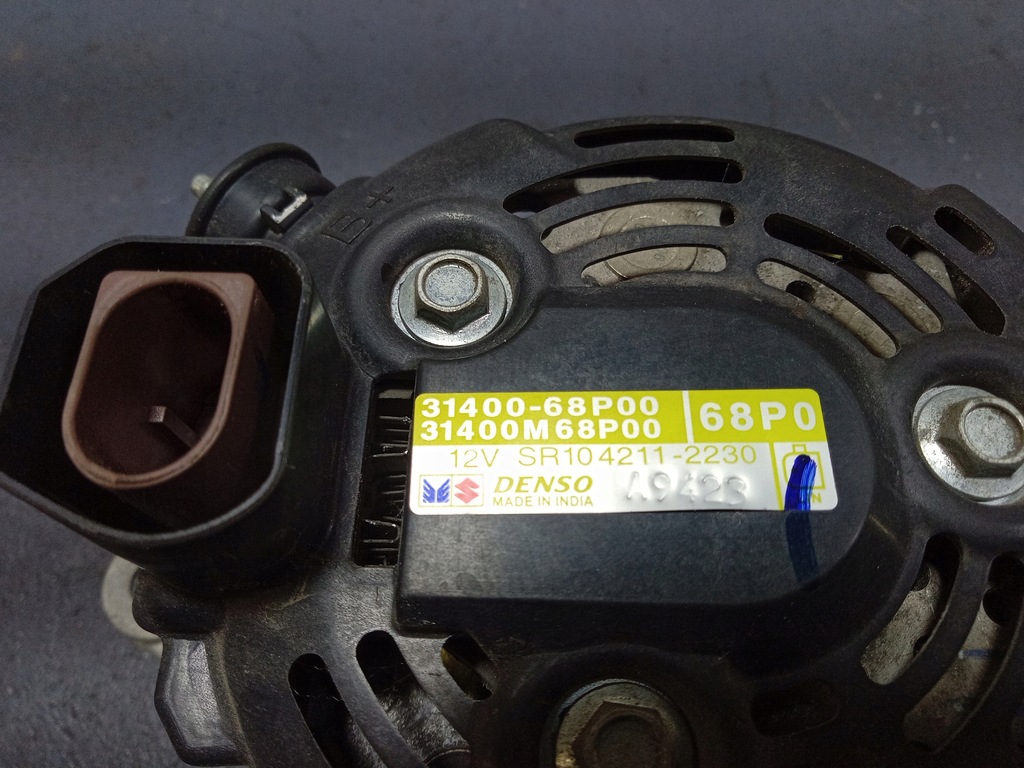 B+
31400-68P00
31400M68P00
68P0
12V SR10 4211-2230
DENSO
MADE IN INDIA
A9423